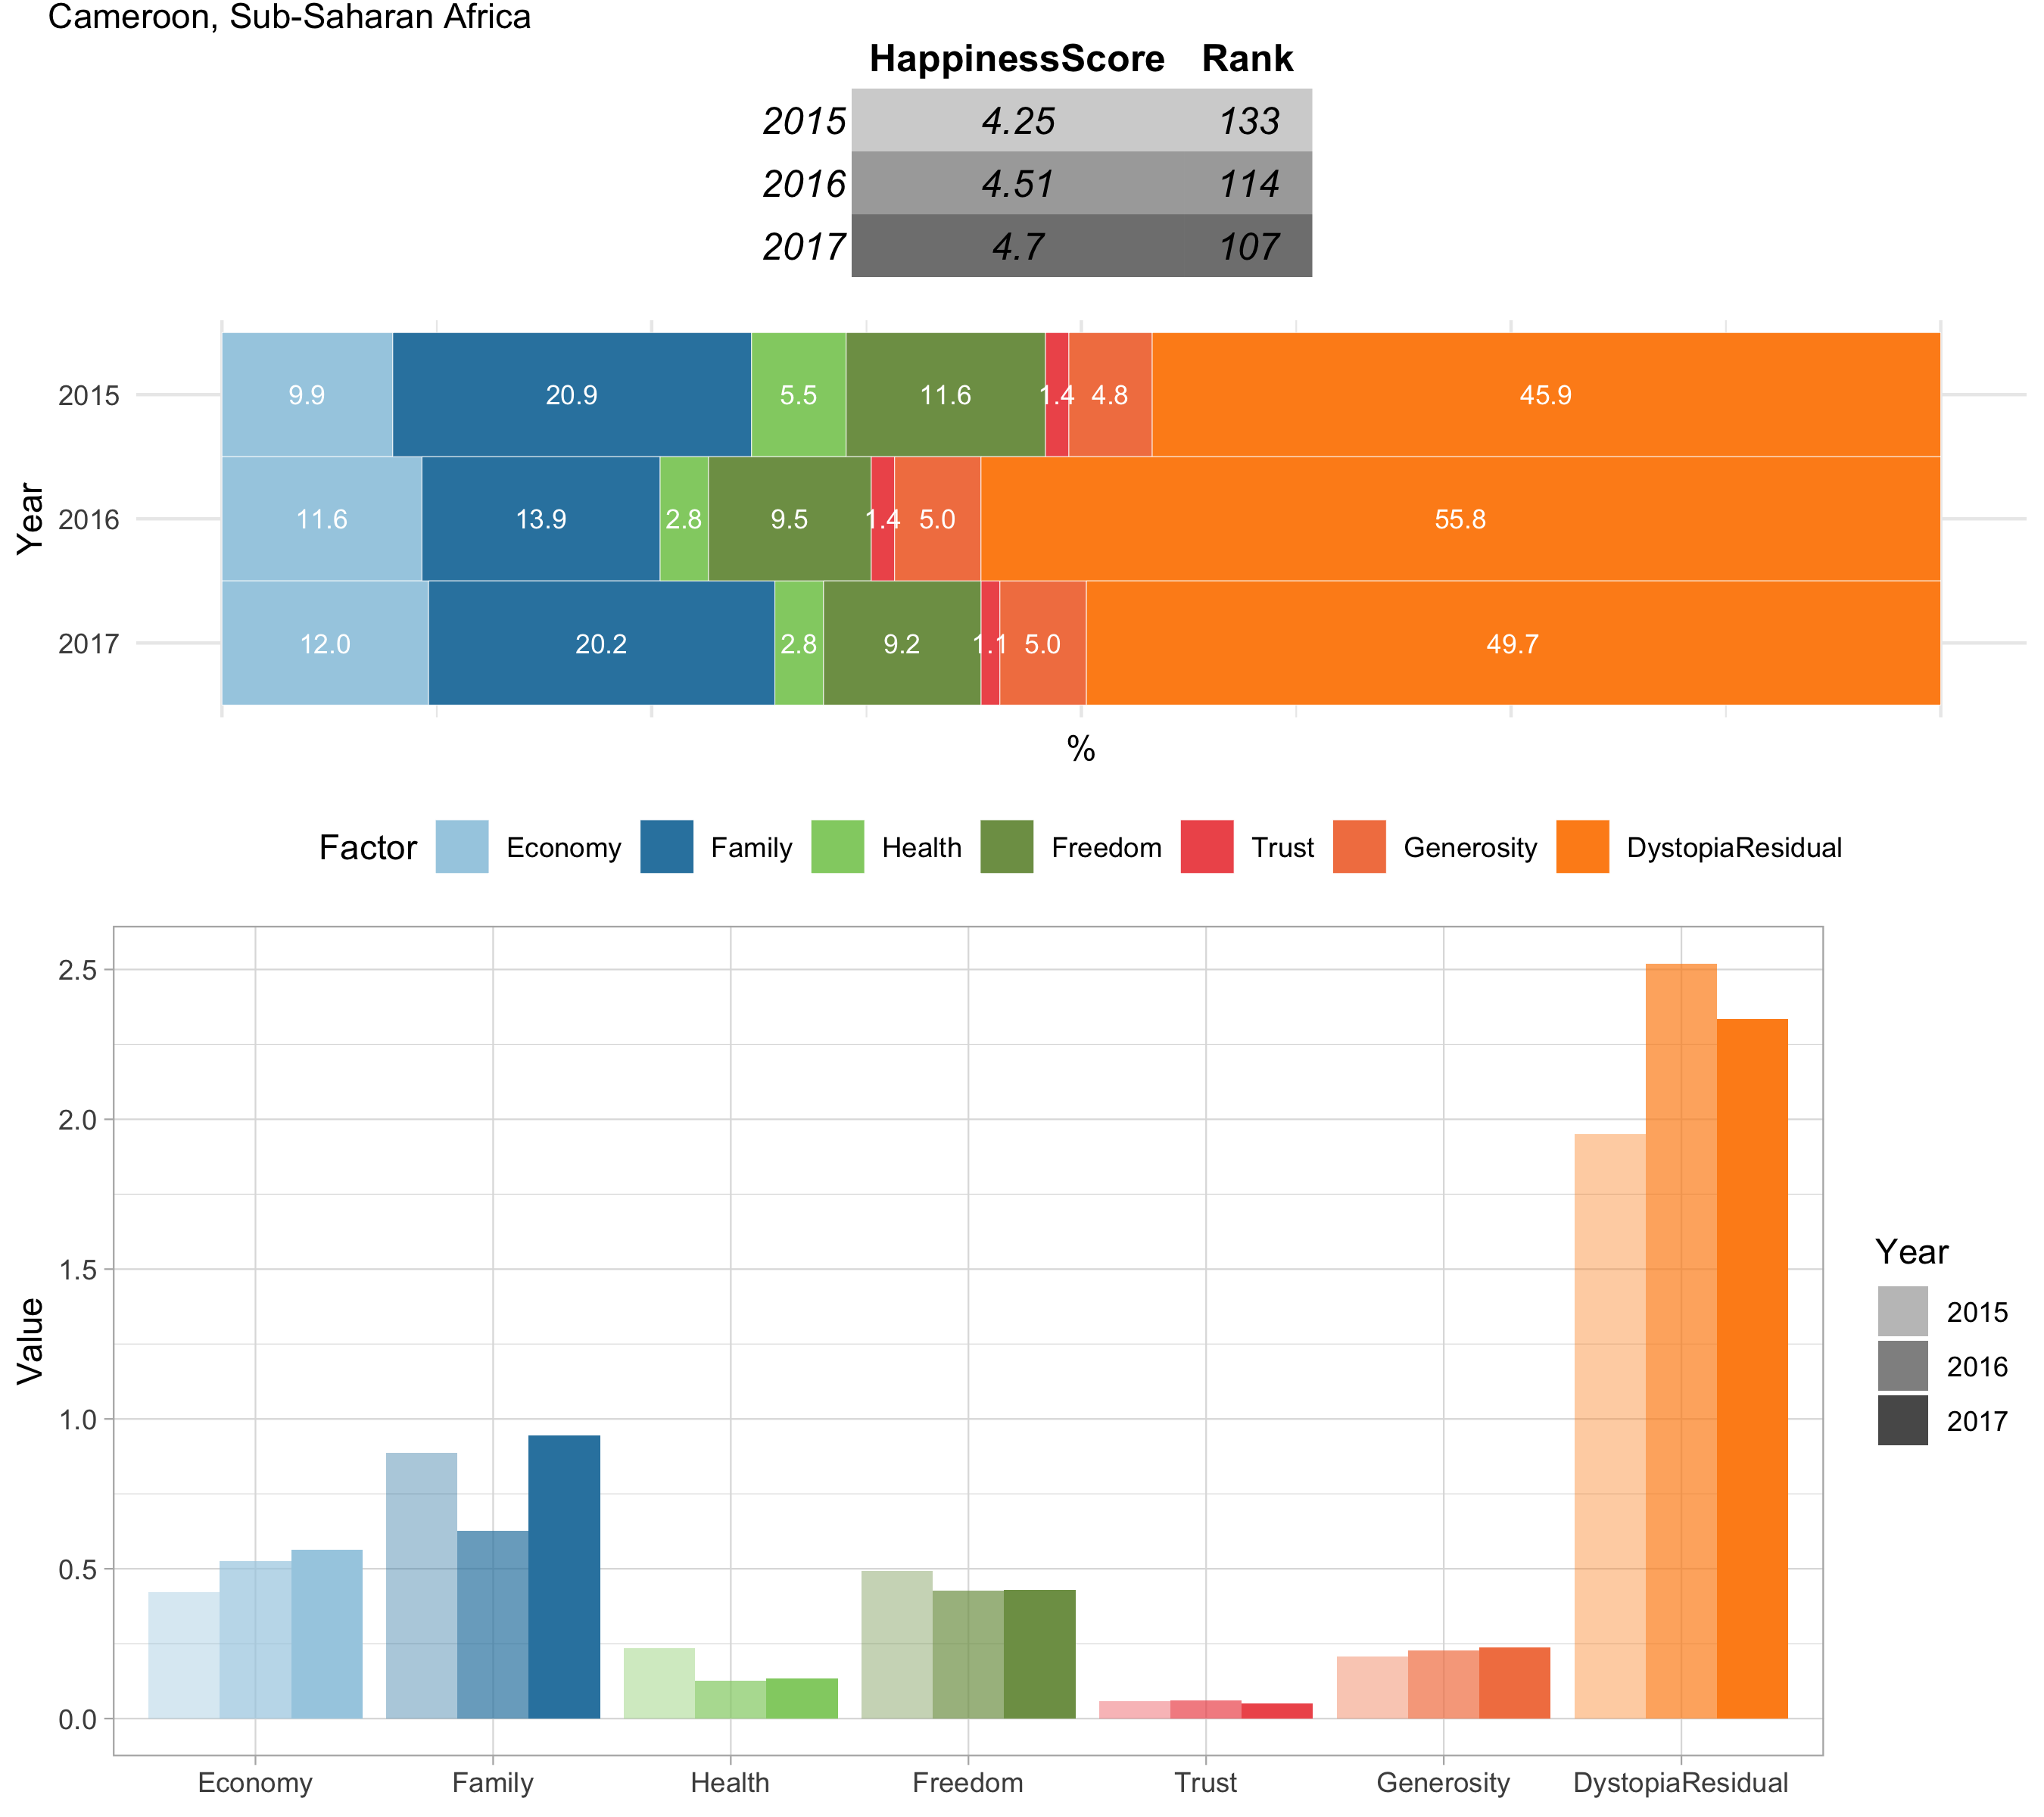 Cameroon, Sub-Saharan Africa
HappinessScore Rank
2015 4.25 133
2016 4.51 114
2017 4.7 107
2015 9.9 20.9 5.5 11.6 1.4 4.8 45.9
2016 11.6 13.9 2.8 9.5 1.4 5.0 55.8
2017 12.0 20.2 2.8 9.2 1.1 5.0 49.7
Year
%
Factor Economy Family Health Freedom Trust Generosity DystopiaResidual
2.5
2.0
1.5
1.0
0.5
0.0
Value
Economy Family Health Freedom Trust Generosity DystopiaResidual
Year
2015
2016
2017